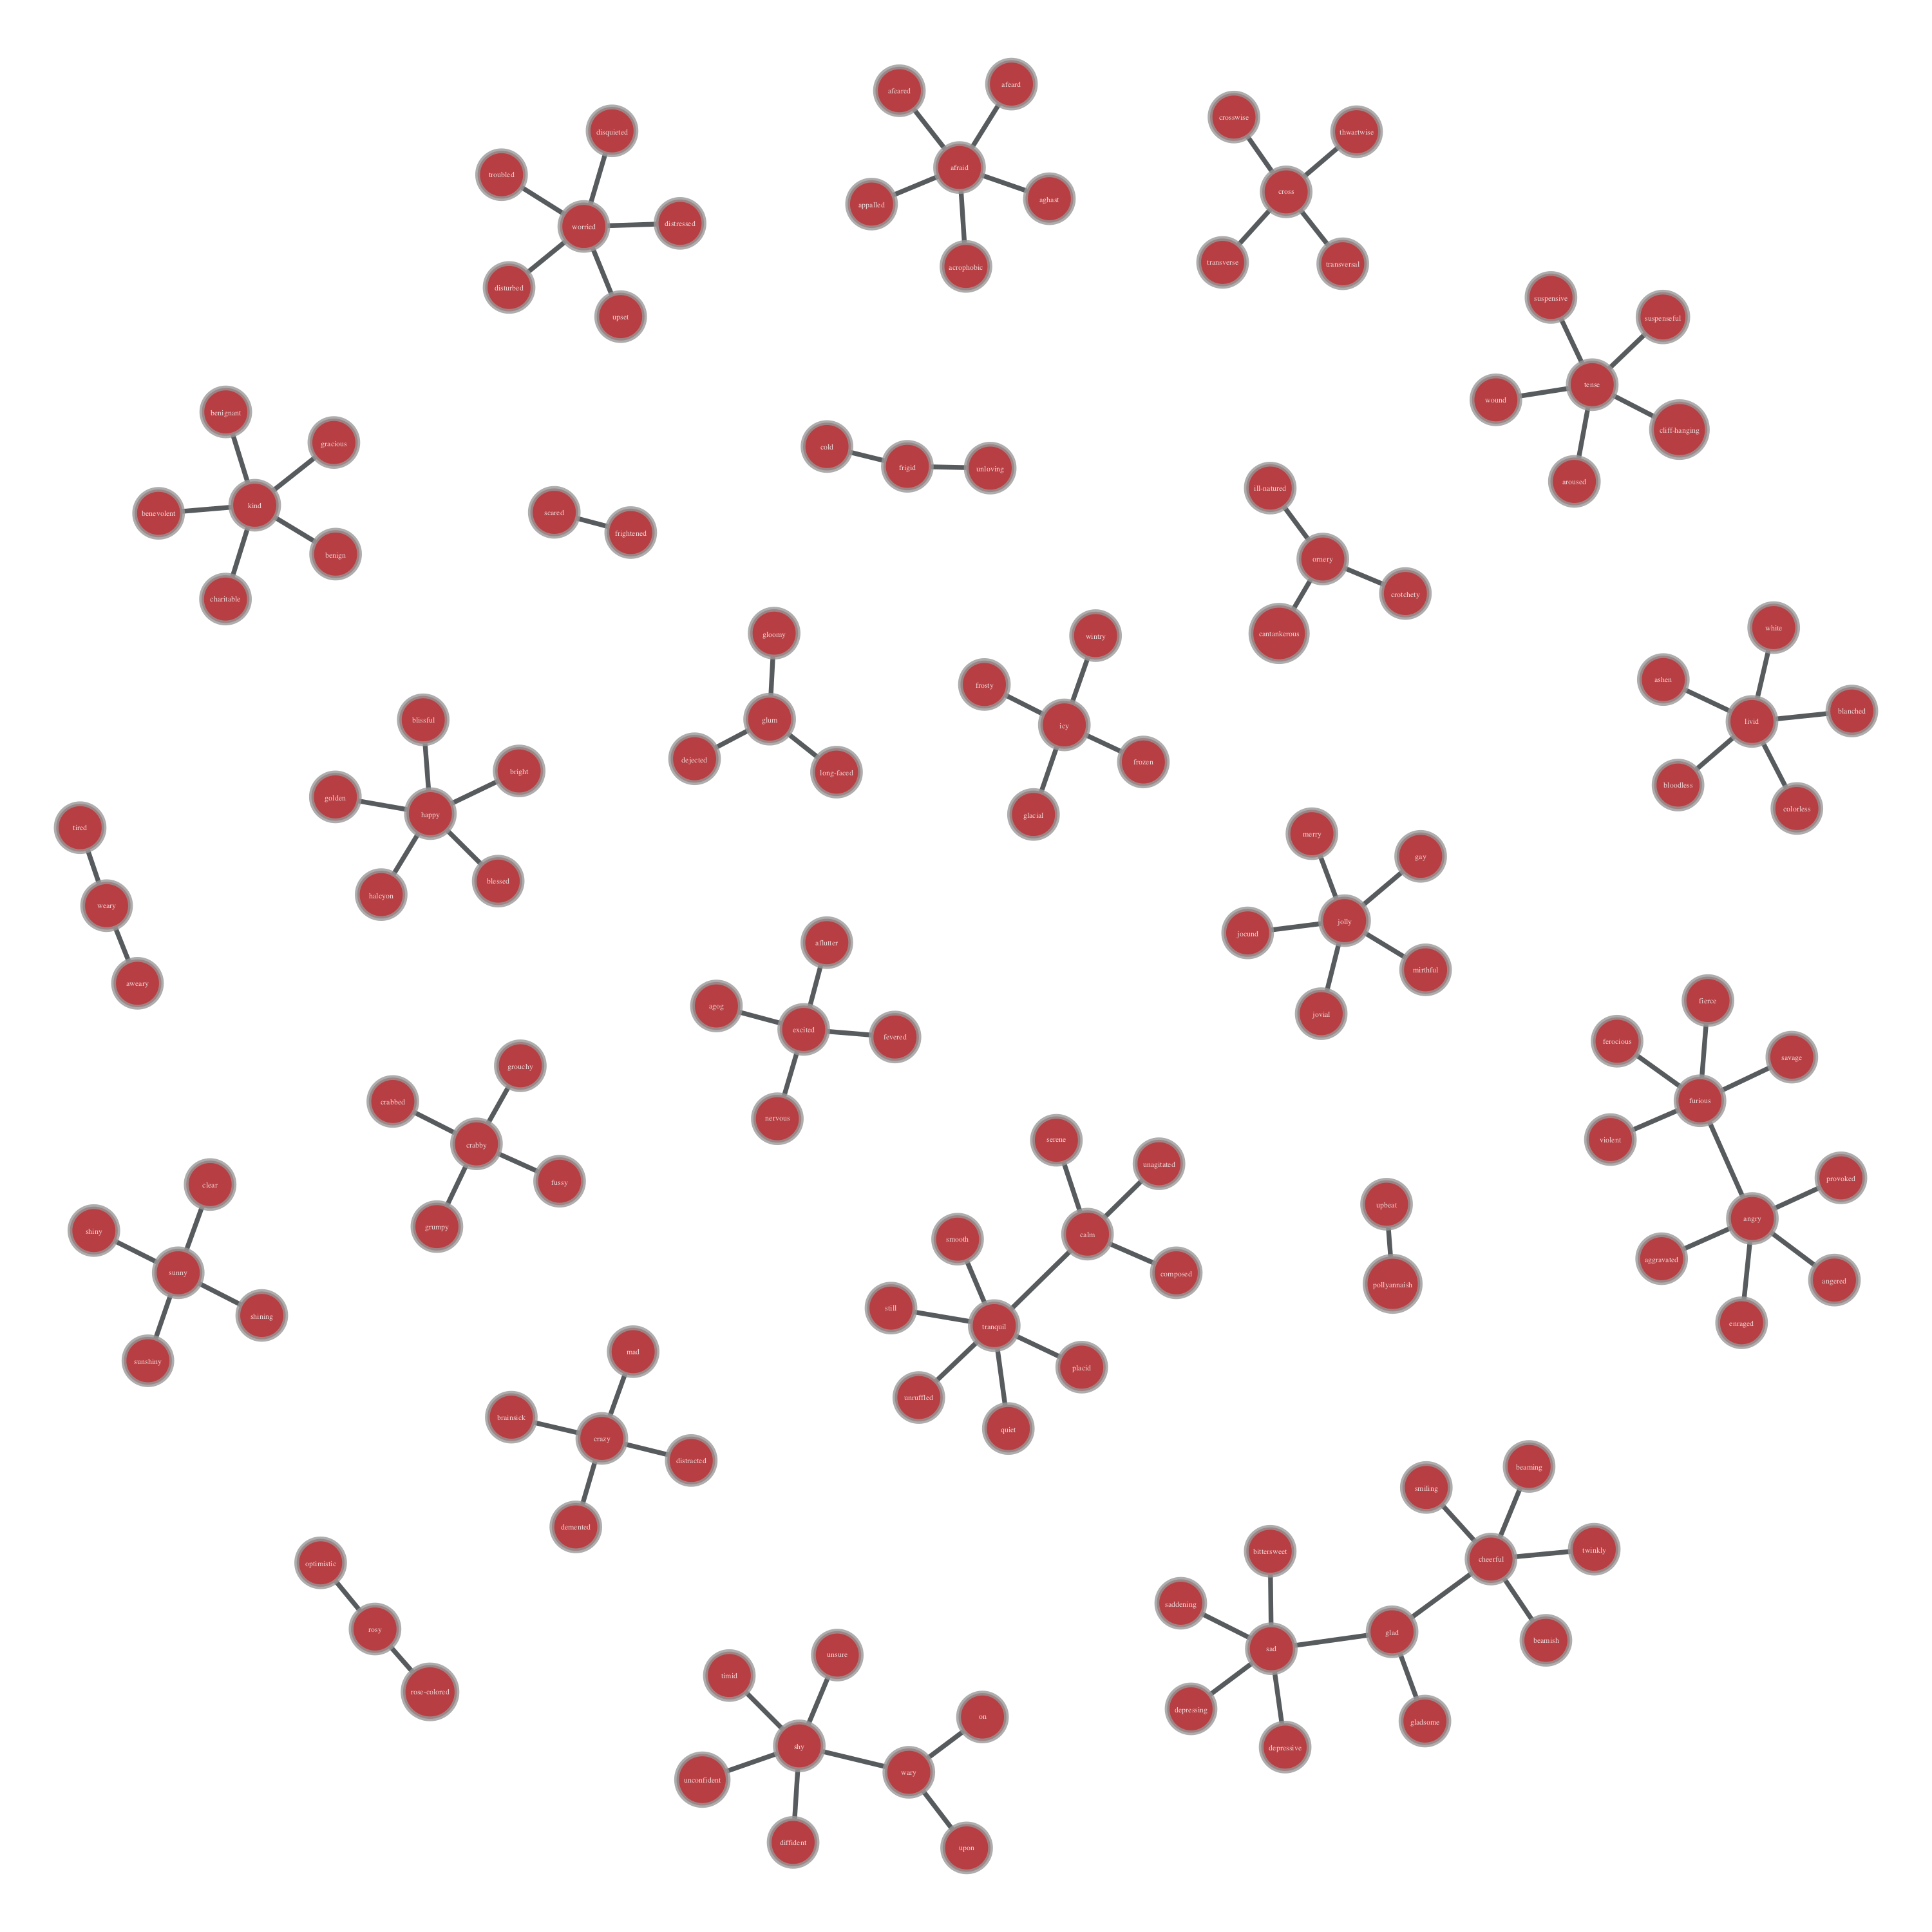 afeared
afeard
afraid
appalled
aghast
acrophobic
crosswise
thwartwise
cross
transverse
transversal
disquieted
troubled
worried
distressed
disturbed
upset
suspensive
suspenseful
tense
wound
cliff-hanging
aroused
benignant
gracious
kind
benevolent
benign
charitable
cold
frigid
unloving
scared
frightened
ill-natured
ornery
crotchety
cantankerous
gloomy
glum
dejected
long-faced
wintry
frosty
icy
frozen
glacial
white
ashen
livid
blanched
bloodless
colorless
blissful
bright
golden
happy
halcyon
blessed
tired
weary
aweary
merry
gay
jolly
jocund
mirthful
jovial
aflutter
agog
excited
fevered
nervous
fierce
ferocious
savage
furious
violent
provoked
angry
aggravated
angered
enraged
grouchy
crabbed
crabby
fussy
grumpy
serene
unagitated
calm
composed
smooth
still
tranquil
placid
unruffled
quiet
upbeat
pollyannaish
clear
shiny
sunny
shining
sunshiny
mad
brainsick
crazy
distracted
demented
beaming
smiling
cheerful
twinkly
beamish
bittersweet
saddening
sad
glad
depressing
gladsome
depressive
optimistic
rosy
rose-colored
unsure
timid
shy
on
wary
unconfident
diffident
upon